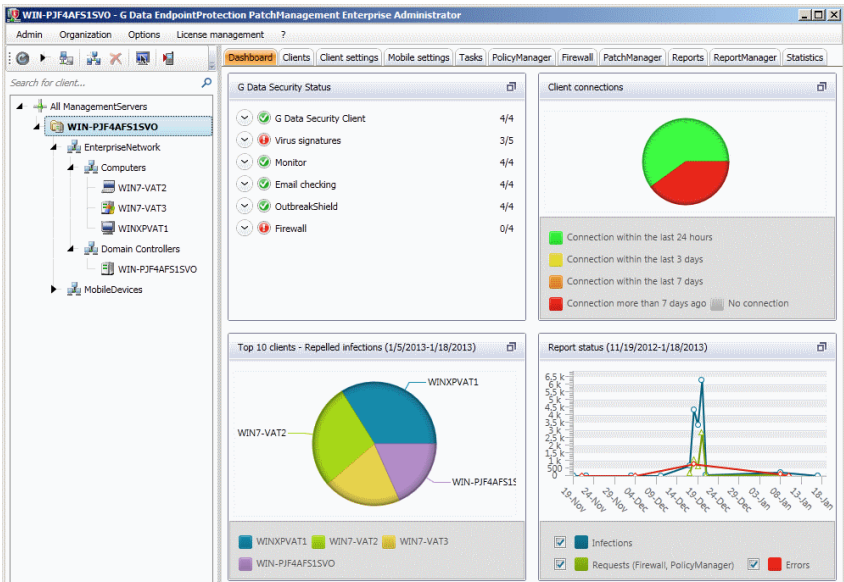 WIN-PJF4AFS1SVO - G Data EndpointProtection PatchManagement Enterprise Administrator
Admin Organization Options License management ?
Dashboard Clients Client settings Mobile settings Tasks PolicyManager Firewall PatchManager Reports ReportManager Statistics
Search for client...
All ManagementServers
WIN-PJF4AFS1SVO
EnterpriseNetwork
Computers
WIN7-VAT2
WIN7-VAT3
WINXPVAT1
Domain Controllers
WIN-PJF4AFS1SVO
MobileDevices
G Data Security Status
G Data Security Client 4/4
Virus signatures 3/5
Monitor 4/4
Email checking 4/4
OutbreakShield 4/4
Firewall 0/4
Client connections
Connection within the last 24 hours
Connection within the last 3 days
Connection within the last 7 days
Connection more than 7 days ago No connection
Top 10 clients - Repelled infections (1/5/2013-1/18/2013)
WINXPVAT1
WIN7-VAT2
WIN-PJF4AFS1S
WINXPVAT1 WIN7-VAT2 WIN7-VAT3
WIN-PJF4AFS1SVO
Report status (11/19/2012-1/18/2013)
6,5 k
6 k
5,5 k
5 k
4,5 k
4 k
3,5 k
3 k
2,5 k
2 k
1,5 k
1 k
500
0
19-Nov 24-Nov 29-Nov 04-Dec 09-Dec 14-Dec 19-Dec 24-Dec 29-Dec 03-Jan 08-Jan 13-Jan 18-Jan
Infections
Requests (Firewall, PolicyManager) Errors